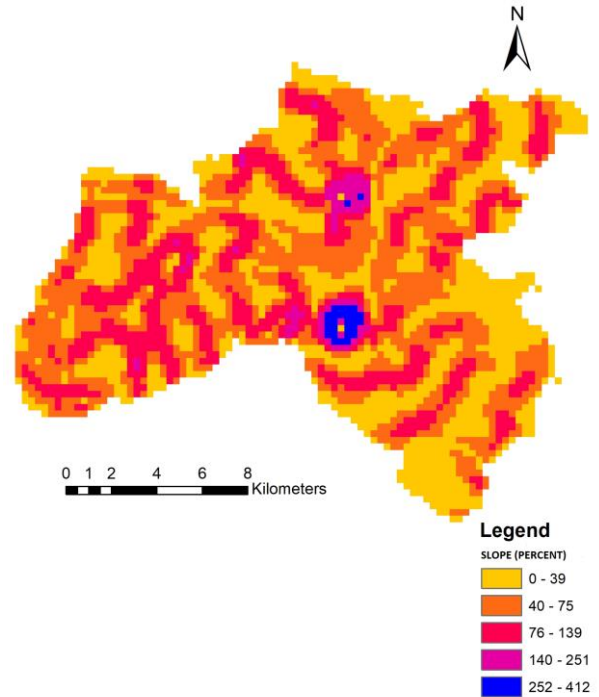 N
0 1 2 4 6 8
Kilometers
Legend
SLOPE (PERCENT)
0 - 39
40 - 75
76 - 139
140 - 251
252 - 412